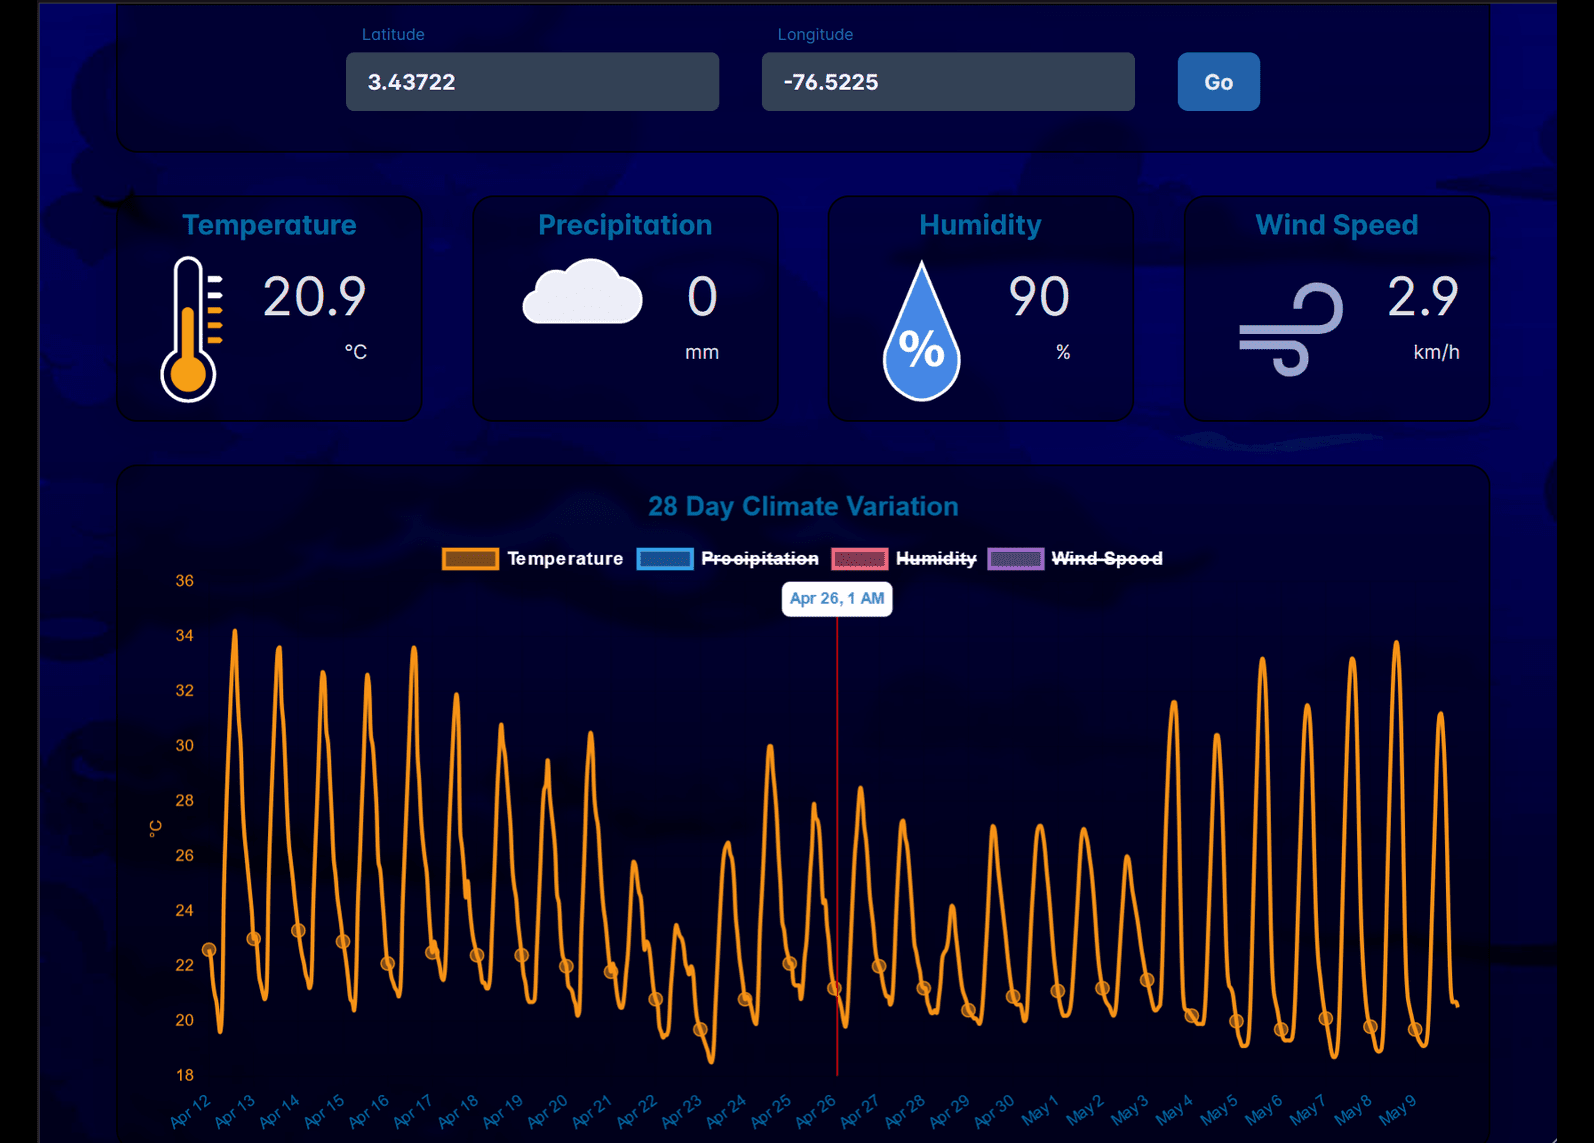 Latitude Longitude
3.43722 -76.5225 Go
Temperature Precipitation Humidity Wind Speed
20.9 0 % 90 2.9
°C mm % km/h
28 Day Climate Variation
Temperature Precipitation Humidity Wind Speed
Apr 26, 1 AM
36
34
32
30
28
°C
26
24
22
20
18
Apr 12 Apr 13 Apr 14 Apr 15 Apr 16 Apr 17 Apr 18 Apr 19 Apr 20 Apr 21 Apr 22 Apr 23 Apr 24 Apr 25 Apr 26 Apr 27 Apr 28 Apr 29 Apr 30 May 1 May 2 May 3 May 4 May 5 May 6 May 7 May 8 May 9